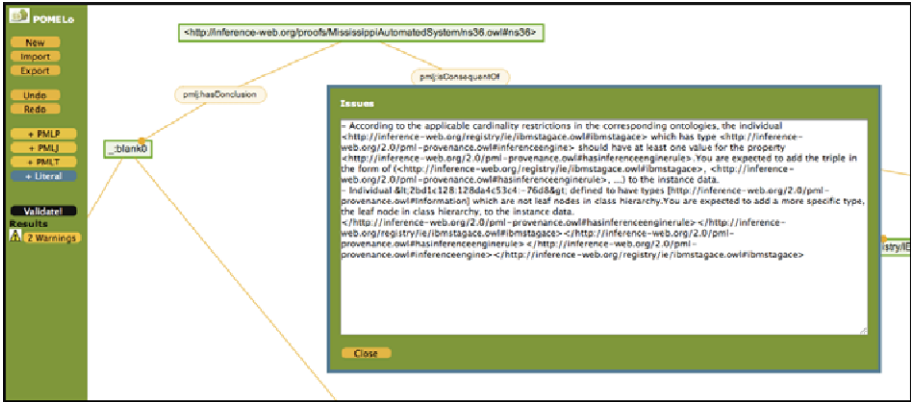 POMELo
New
Import
Export
Undo
Redo
+ PMLP
+ PMLJ
+ PMLT
+ Literal
Validate!
Results
2 Warnings
<http://inference-web.org/proofs/MississippiAutomatedSystem/ns36.owl#ns36>
pmlj:hasConclusion
pmlj:isConsequentOf
_:blank0
Issues
- According to the applicable cardinality restrictions in the corresponding ontologies, the individual
<http://inference-web.org/registry/ie/ibmstagace.owl#ibmstagace> which has type <http://inference-
web.org/2.0/pml-provenance.owl#inferenceengine> should have at least one value for the property
<http://inference-web.org/2.0/pml-provenance.owl#hasinferenceenginerule>.You are expected to add the triple in
the form of (<http://inference-web.org/registry/ie/ibmstagace.owl#ibmstagace>, <http://inference-
web.org/2.0/pml-provenance.owl#hasinferenceenginerule>, ...) to the instance data.
- Individual &lt;2bd1c128:128da4c53c4:-76d8&gt; defined to have types [http://inference-web.org/2.0/pml-
provenance.owl#information] which are not leaf nodes in class hierarchy.You are expected to add a more specific type,
the leaf node in class hierarchy, to the instance data.
</http://inference-web.org/2.0/pml-provenance.owl#hasinferenceenginerule></http://inference-
web.org/registry/ie/ibmstagace.owl#ibmstagace></http://inference-web.org/2.0/pml-
provenance.owl#hasinferenceenginerule></http://inference-web.org/2.0/pml-
provenance.owl#inferenceengine></http://inference-web.org/registry/ie/ibmstagace.owl#ibmstagace>
Close